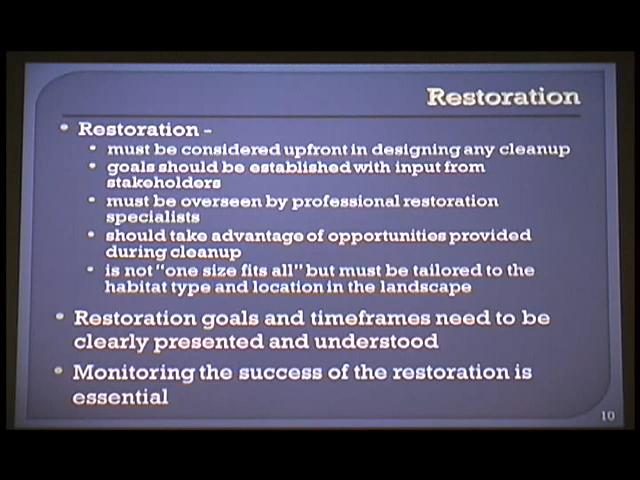 Restoration
• Restoration -
• must be considered upfront in designing any cleanup
• goals should be established with input from
stakeholders
• must be overseen by professional restoration
specialists
• should take advantage of opportunities provided
during cleanup
• is not "one size fits all" but must be tailored to the
habitat type and location in the landscape
• Restoration goals and timeframes need to be
clearly presented and understood
• Monitoring the success of the restoration is
essential
10